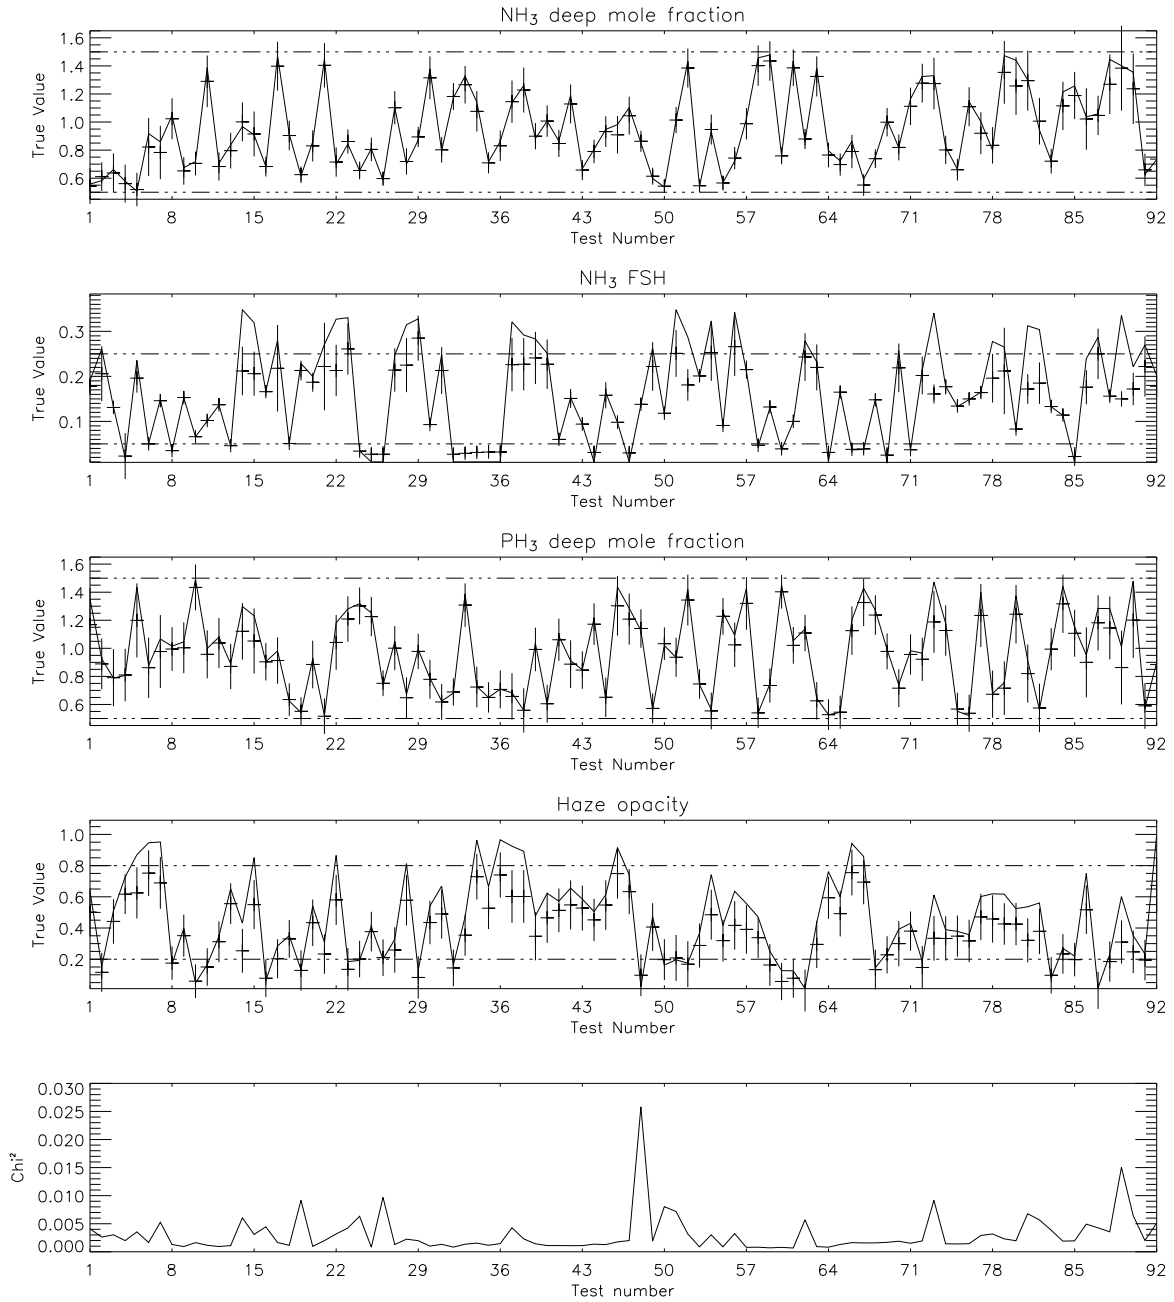 NH₃ deep mole fraction
True Value
1.6
1.4
1.2
1.0
0.8
0.6
1 8 15 22 29 36 43 50 57 64 71 78 85 92
Test Number
NH₃ FSH
True Value
0.3
0.2
0.1
1 8 15 22 29 36 43 50 57 64 71 78 85 92
Test Number
PH₃ deep mole fraction
True Value
1.6
1.4
1.2
1.0
0.8
0.6
1 8 15 22 29 36 43 50 57 64 71 78 85 92
Test Number
Haze opacity
True Value
1.0
0.8
0.6
0.4
0.2
1 8 15 22 29 36 43 50 57 64 71 78 85 92
Test Number
Chi²
0.030
0.025
0.020
0.015
0.010
0.005
0.000
1 8 15 22 29 36 43 50 57 64 71 78 85 92
Test number